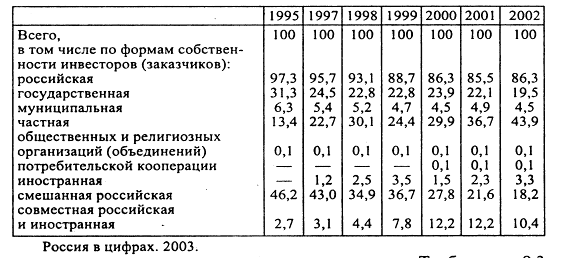 1995 1997 1998 1999 2000 2001 2002
Всего, 100 100 100 100 100 100 100
в том числе по формам собствен-
ности инвесторов (заказчиков):
российская 97,3 95,7 93,1 88,7 86,3 85,5 86,3
государственная 31,3 24,5 22,8 22,8 23,9 22,1 19,5
муниципальная 6,3 5,4 5,2 4,7 4,5 4,9 4,5
частная 13,4 22,7 30,1 24,4 29,9 36,7 43,9
общественных и религиозных
организаций (объединений) 0,1 0,1 0,1 0,1 0,1 0,1 0,1
потребительской кооперации — — — — 0,1 0,1 0,1
иностранная — 1,2 2,5 3,5 1,5 2,3 3,3
смешанная российская 46,2 43,0 34,9 36,7 27,8 21,6 18,2
совместная российская
и иностранная 2,7 3,1 4,4 7,8 12,2 12,2 10,4
Россия в цифрах. 2003.